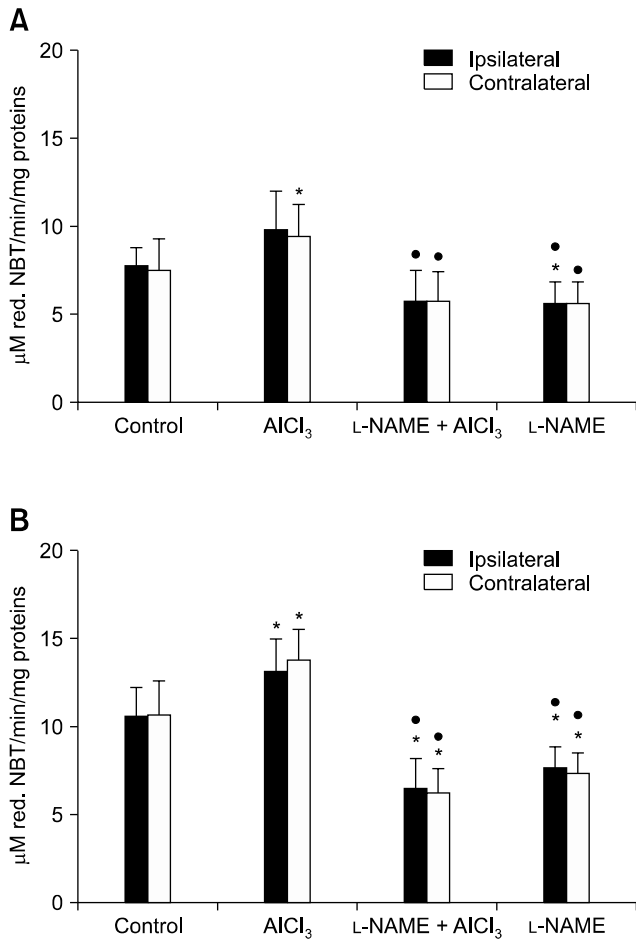 A
20
15
10
5
0
μM red. NBT/min/mg proteins
Ipsilateral
Contralateral
*
● ● ● ●
*
Control AlCl₃ ʟ-NAME + AlCl₃ ʟ-NAME
B
20
15
10
5
0
μM red. NBT/min/mg proteins
Ipsilateral
Contralateral
* *
● ● ● ●
* * * *
Control AlCl₃ ʟ-NAME + AlCl₃ ʟ-NAME